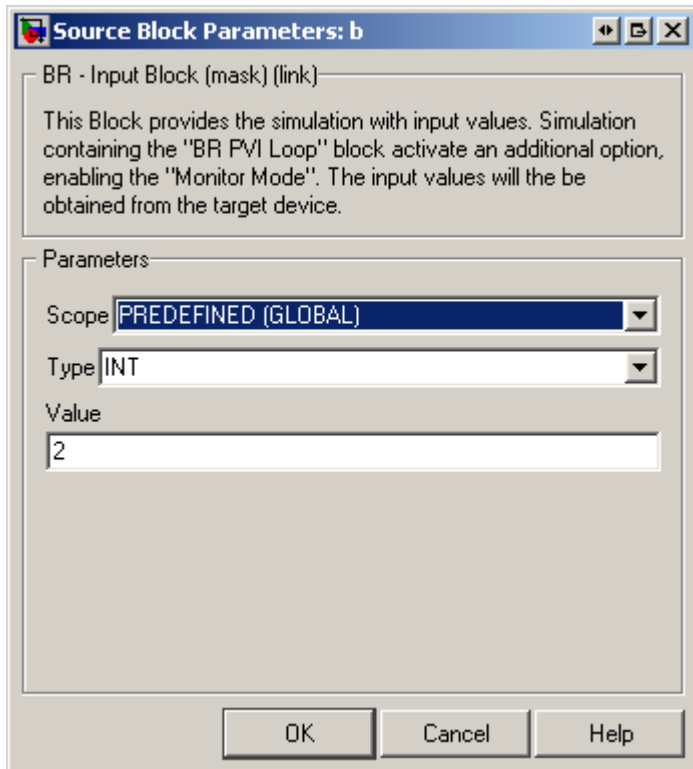 Source Block Parameters: b
BR - Input Block (mask) (link)
This Block provides the simulation with input values. Simulation
containing the "BR PVI Loop" block activate an additional option,
enabling the "Monitor Mode". The input values will the be
obtained from the target device.
Parameters
Scope PREDEFINED (GLOBAL)
Type INT
Value
2
OK Cancel Help